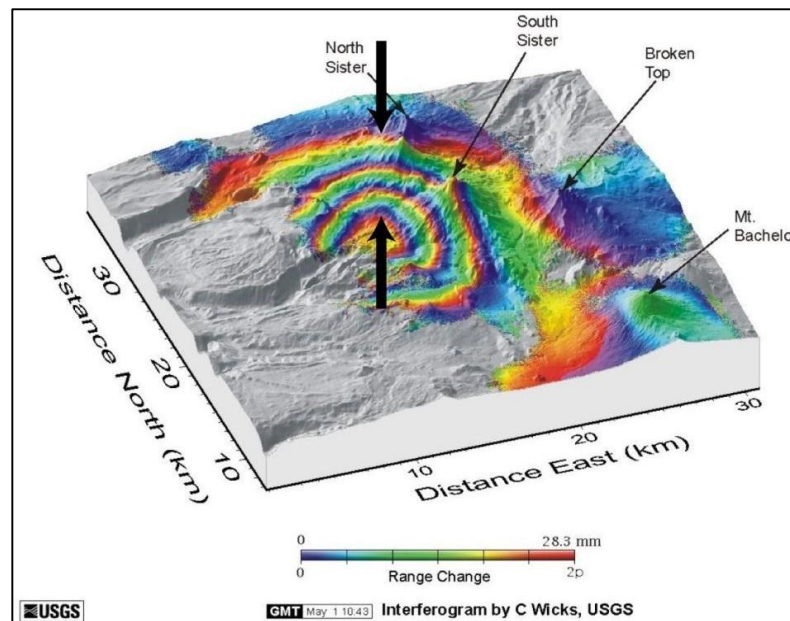 North
Sister
South
Sister
Broken
Top
Mt.
Bachelo
30
20
10
Distance North (km)
10
20
30
Distance East (km)
0
28.3 mm
0
Range Change
2p
USGS
GMT May 1 10:43 Interferogram by C Wicks, USGS